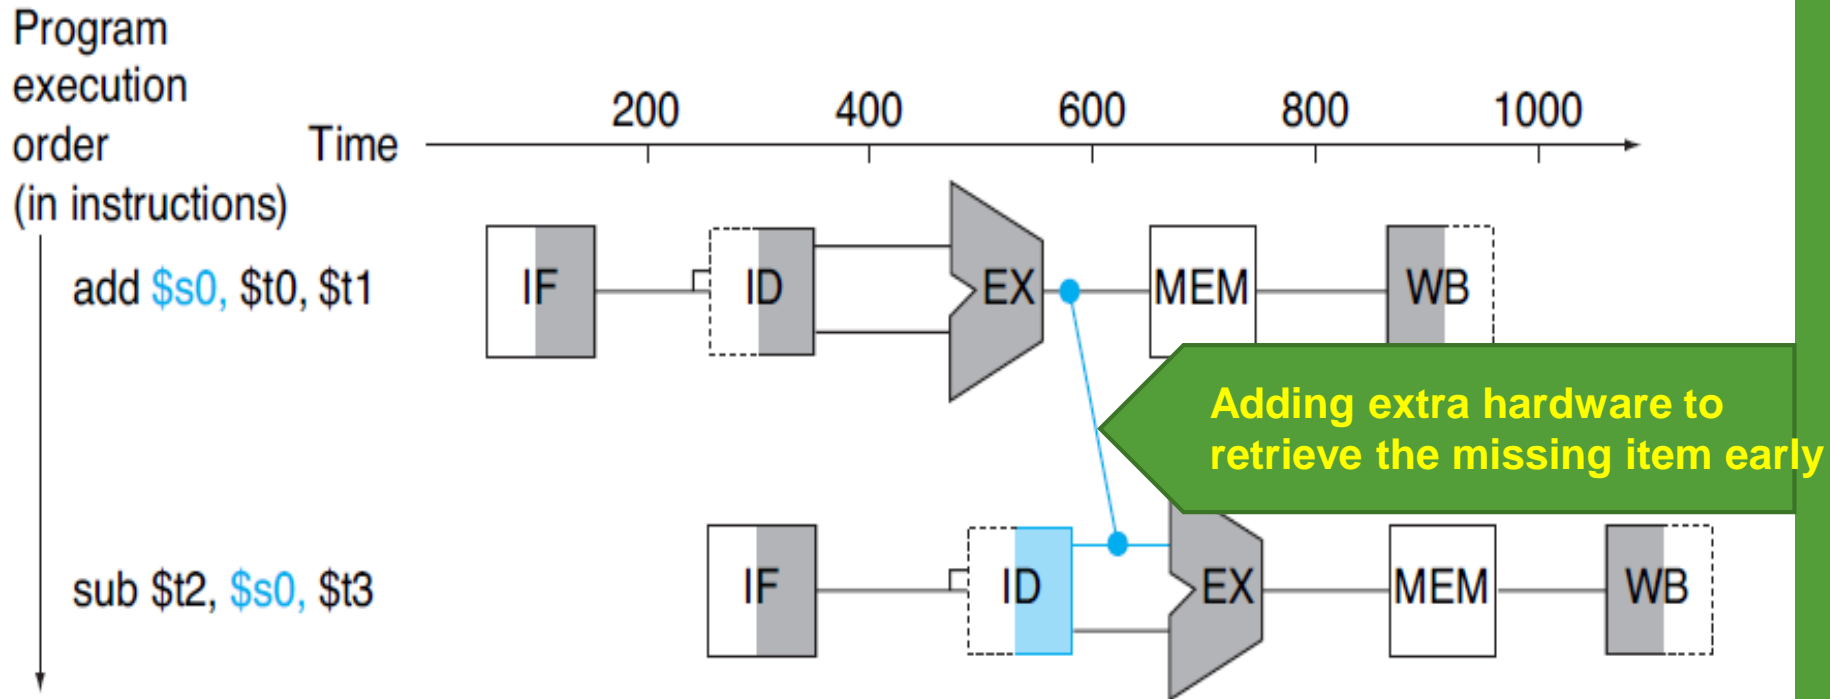 Program
execution
order
(in instructions)
Time
200 400 600 800 1000
add $s0, $t0, $t1
IF ID EX MEM WB
Adding extra hardware to
retrieve the missing item early
sub $t2, $s0, $t3
IF ID EX MEM WB